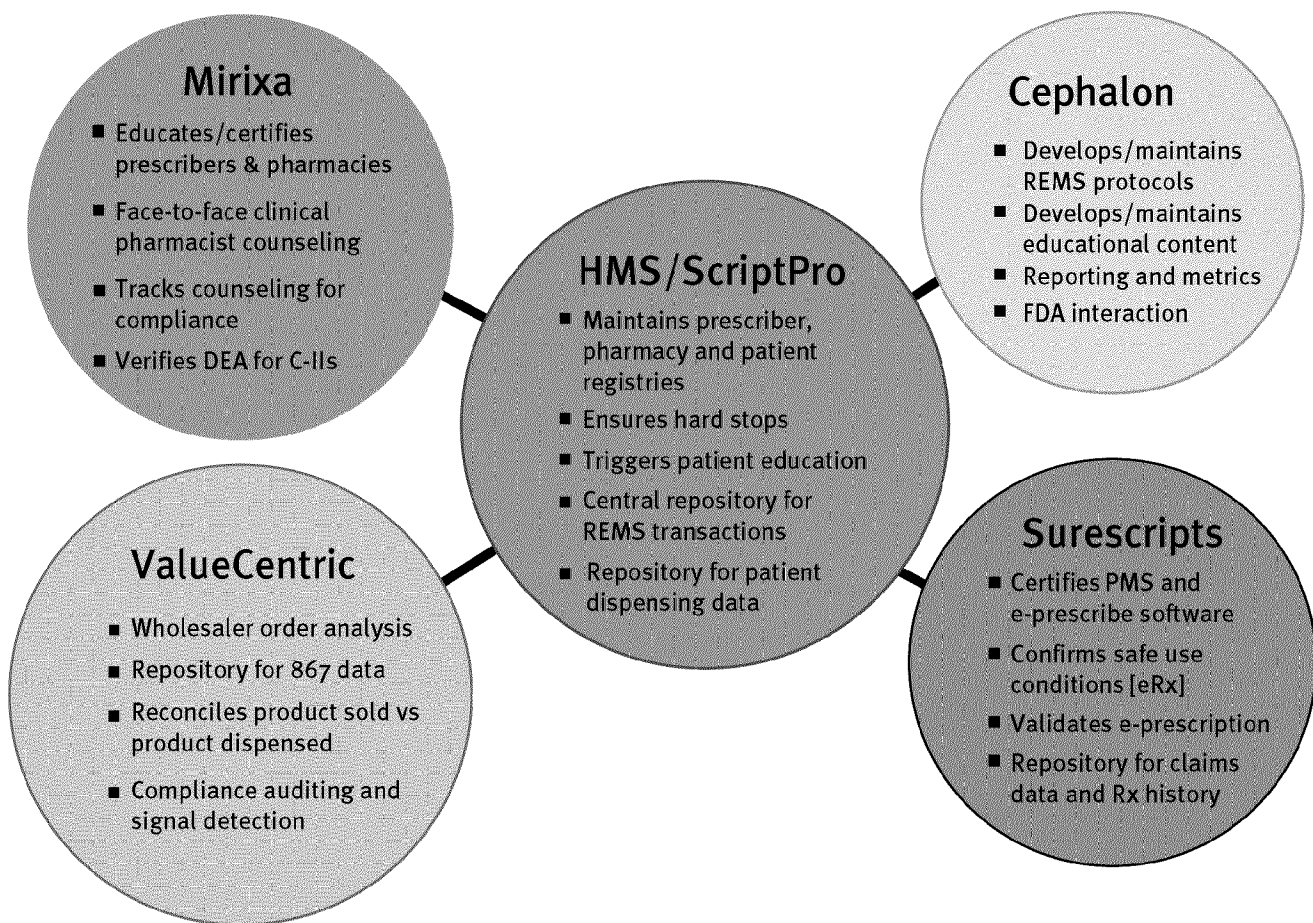 Mirixa
■ Educates/certifies
prescribers & pharmacies
■ Face-to-face clinical
pharmacist counseling
■ Tracks counseling for
compliance
■ Verifies DEA for C-IIs
Cephalon
■ Develops/maintains
REMS protocols
■ Develops/maintains
educational content
■ Reporting and metrics
■ FDA interaction
HMS/ScriptPro
■ Maintains prescriber,
pharmacy and patient
registries
■ Ensures hard stops
■ Triggers patient education
■ Central repository for
REMS transactions
■ Repository for patient
dispensing data
ValueCentric
■ Wholesaler order analysis
■ Repository for 867 data
■ Reconciles product sold vs
product dispensed
■ Compliance auditing and
signal detection
Surescripts
■ Certifies PMS and
e-prescribe software
■ Confirms safe use
conditions [eRx]
■ Validates e-prescription
■ Repository for claims
data and Rx history